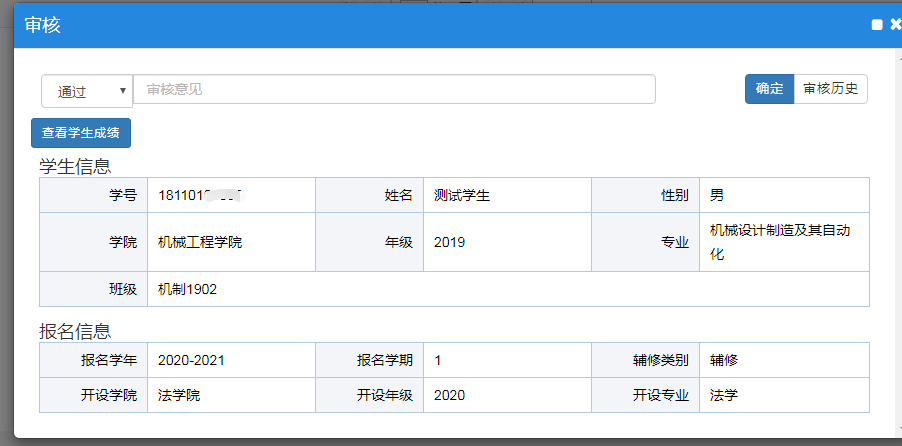 审核
通过 审核意见 确定 审核历史
查看学生成绩
学生信息
学号 姓名 测试学生 性别 男
学院 机械工程学院 年级 2019 专业 机械设计制造及其自动
化
班级 机制1902
报名信息
报名学年 2020-2021 报名学期 1 辅修类别 辅修
开设学院 法学院 开设年级 2020 开设专业 法学